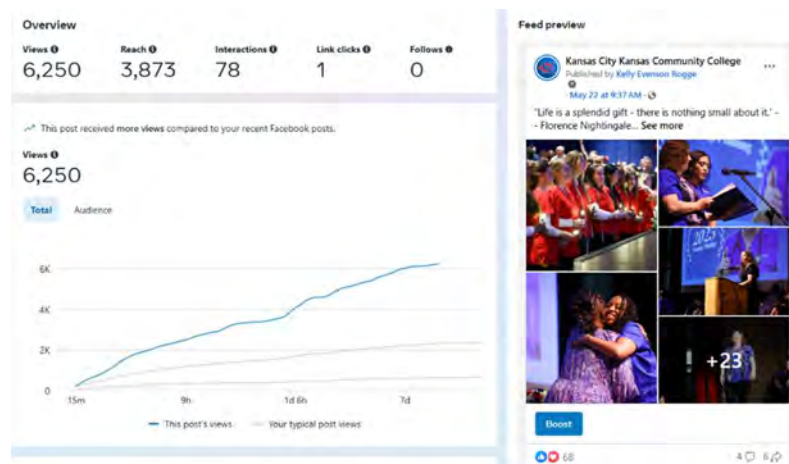 Overview
Views Reach Interactions Link clicks Follows
6,250 3,873 78 1 0
This post received more views compared to your recent Facebook posts.
Views
6,250
Total Audience
6K
4K
2K
0
15m 9h 1d 6h 7d
This post's views Your typical post views
Feed preview
Kansas City Kansas Community College
Published by Kelly Evenson Rogge
· May 22 at 9:37 AM ·
"Life is a splendid gift - there is nothing small about it.' -
- Florence Nightingale... See more
2025
+23
Boost
68 4 6